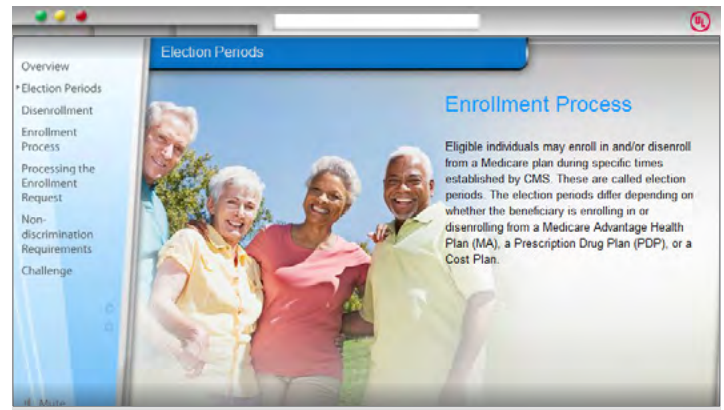 UL
Election Periods
Overview
Election Periods
Disenrollment
Enrollment
Process
Processing the
Enrollment
Request
Non-
discrimination
Requirements
Challenge
Mute
Enrollment Process
Eligible individuals may enroll in and/or disenroll
from a Medicare plan during specific times
established by CMS. These are called election
periods. The election periods differ depending on
whether the beneficiary is enrolling in or
disenrolling from a Medicare Advantage Health
Plan (MA), a Prescription Drug Plan (PDP), or a
Cost Plan.